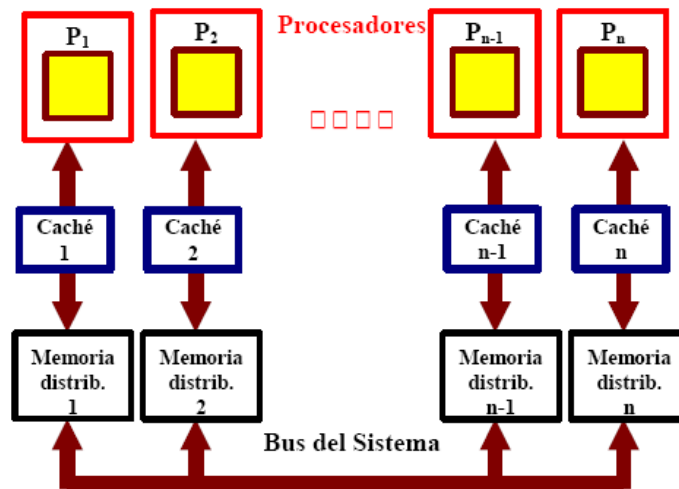 Procesadores
P1
P2
Pn-1
Pn
□□□□
Caché
1
Caché
2
Caché
n-1
Caché
n
Memoria
distrib.
1
Memoria
distrib.
2
Memoria
distrib.
n-1
Memoria
distrib.
n
Bus del Sistema